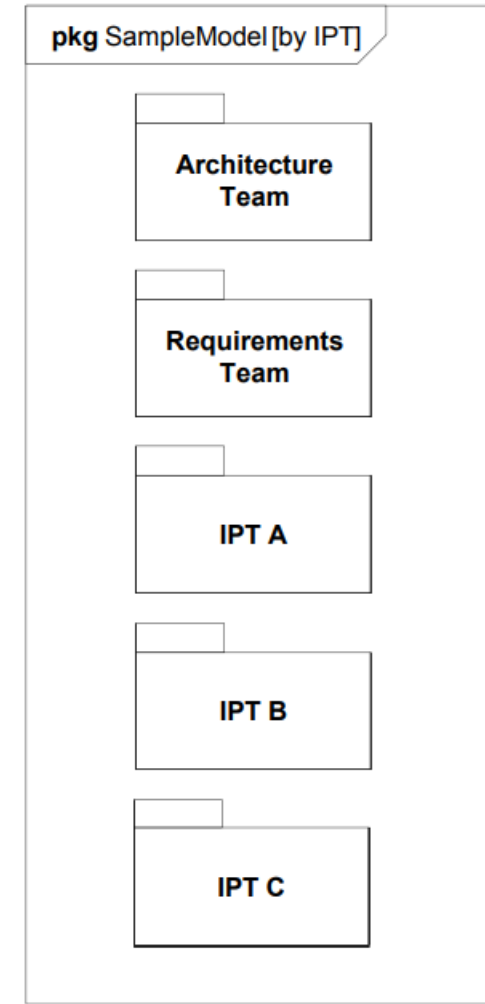 pkg SampleModel [by IPT]
Architecture
Team
Requirements
Team
IPT A
IPT B
IPT C